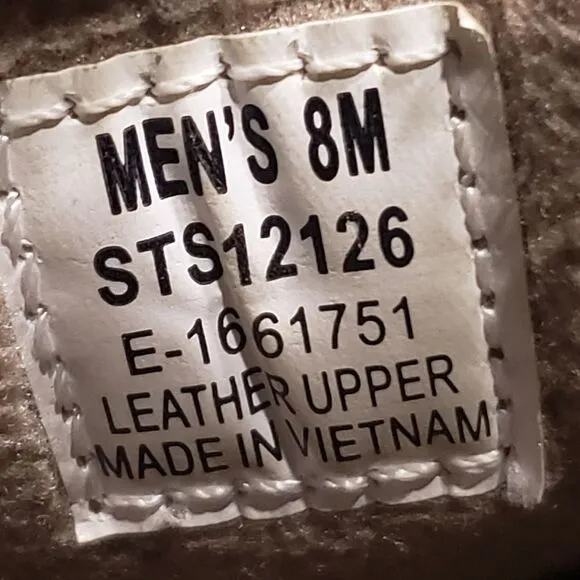 MEN'S 8M
STS12126
E-1661751
LEATHER UPPER
MADE IN VIETNAM